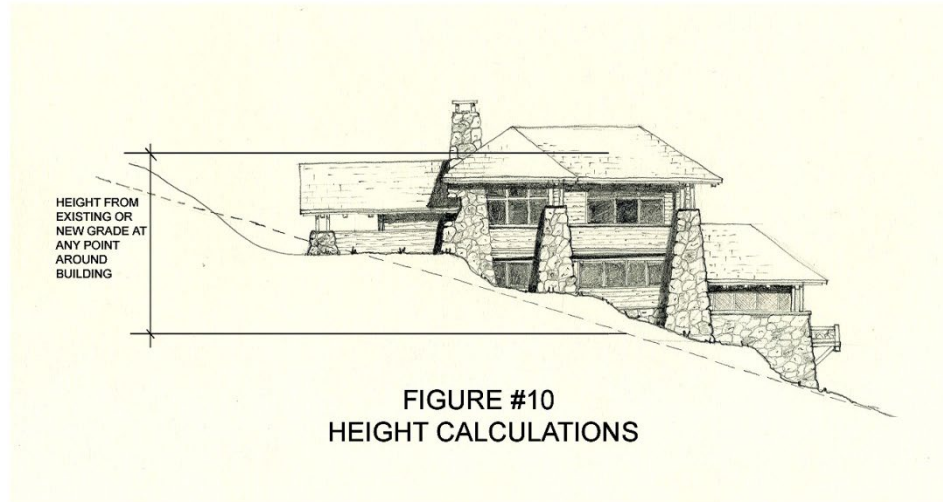 HEIGHT FROM
EXISTING OR
NEW GRADE AT
ANY POINT
AROUND
BUILDING
FIGURE #10
HEIGHT CALCULATIONS